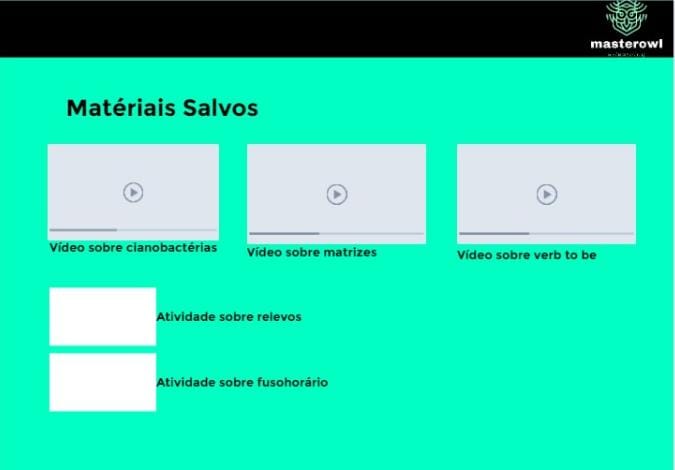 masterowl
Matériais Salvos
Vídeo sobre cianobactérias
Vídeo sobre matrizes
Vídeo sobre verb to be
Atividade sobre relevos
Atividade sobre fusohorário